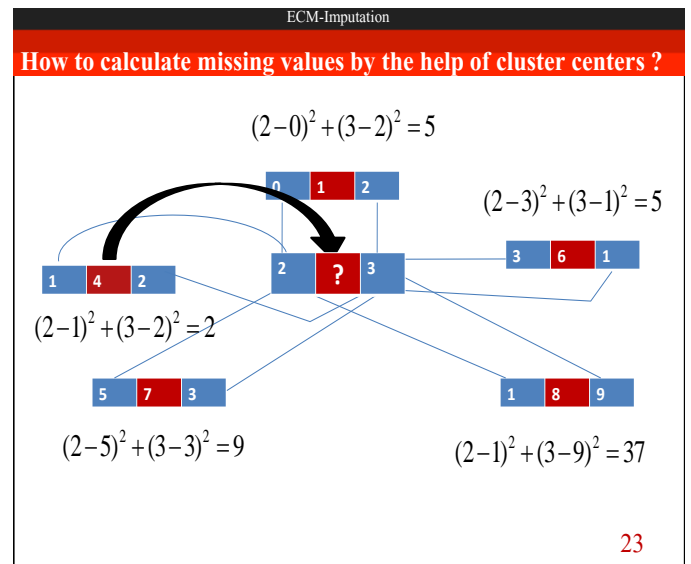 ECM-Imputation
How to calculate missing values by the help of cluster centers ?
(2−0)² + (3−2)² = 5
0 1 2
(2−3)² + (3−1)² = 5
3 6 1
2 ? 3
1 4 2
(2−1)² + (3−2)² = 2
5 7 3
1 8 9
(2−5)² + (3−3)² = 9
(2−1)² + (3−9)² = 37
23